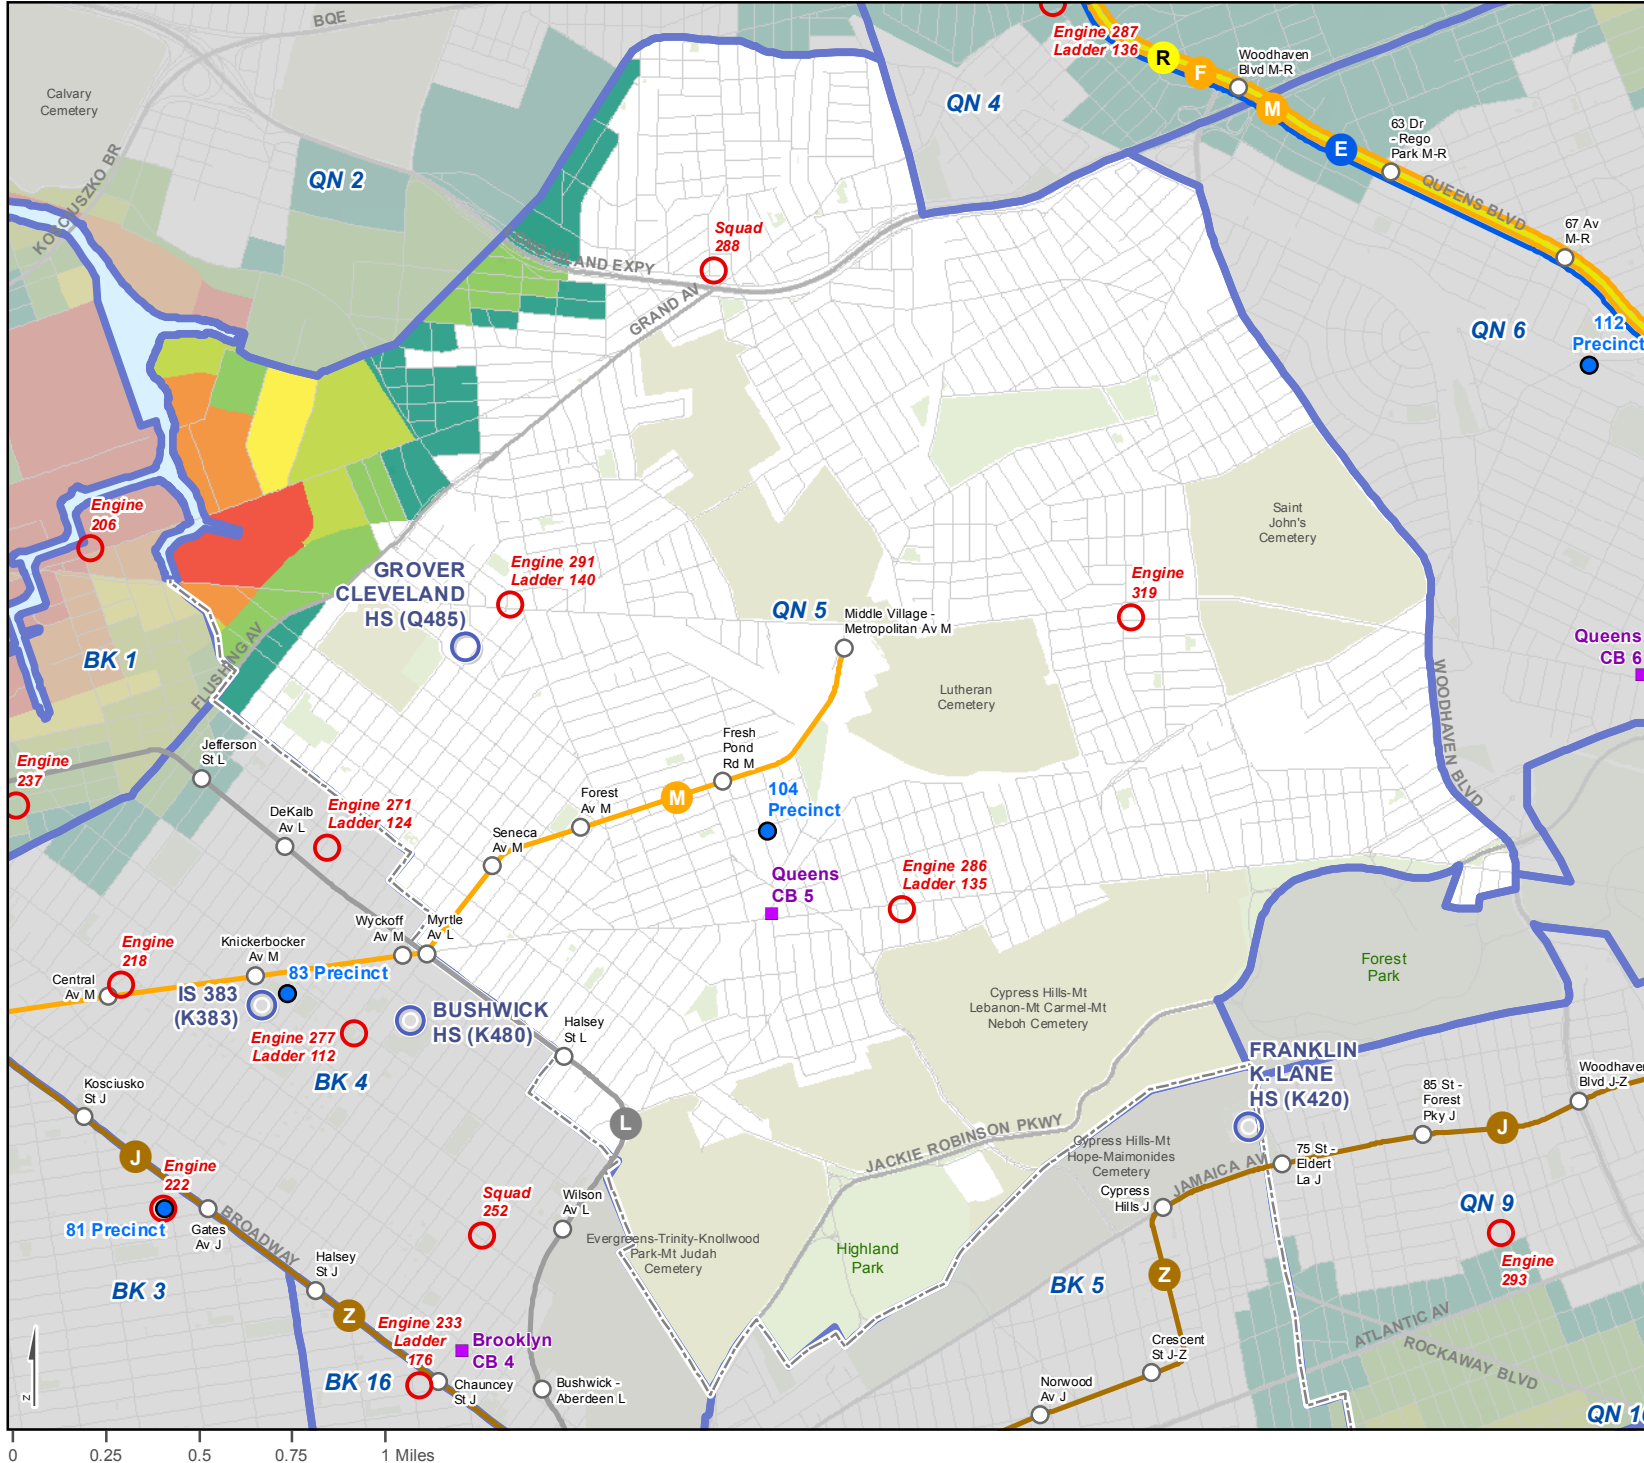 BQE
Calvary
Cemetery
KOSCIUSZKO BR
QN 2
QN 4
Engine 287
Ladder 136
R
F
M
E
Woodhaven
Blvd M-R
63 Dr
- Rego
Park M-R
QUEENS BLVD
67 Av
M-R
QN 6
112
Precinct
Squad
288
LONG ISLAND EXPY
GRAND AV
Engine
206
GROVER
CLEVELAND
HS (Q485)
Engine 291
Ladder 140
QN 5
Middle Village -
Metropolitan Av M
Engine
319
Saint
John's
Cemetery
Queens
CB 6
WOODHAVEN BLVD
BK 1
FLUSHING AV
Lutheran
Cemetery
Jefferson
St L
Engine
237
DeKalb
Av L
Engine 271
Ladder 124
Seneca
Av M
Forest
Av M
M
Fresh
Pond
Rd M
104
Precinct
Queens
CB 5
Engine 286
Ladder 135
Wyckoff
Av M
Myrtle
Av L
Engine
218
Knickerbocker
Av M
Central
Av M
83 Precinct
IS 383
(K383)
BUSHWICK
HS (K480)
Engine 277
Ladder 112
BK 4
Halsey
St L
Cypress Hills-Mt
Lebanon-Mt Carmel-Mt
Neboh Cemetery
Forest
Park
FRANKLIN
K. LANE
HS (K420)
Woodhaven
Blvd J-Z
85 St -
Forest
Pky J
J
75 St -
Eldert
La J
Kosciusko
St J
J
Engine
222
81 Precinct
Gates
Av J
BROADWAY
L
JACKIE ROBINSON PKWY
Cypress Hills-Mt
Hope-Maimonides
Cemetery
JAMAICA AV
Cypress
Hills J
Squad
252
Wilson
Av L
Evergreens-Trinity-Knollwood
Park-Mt Judah
Cemetery
Highland
Park
QN 9
Engine
293
BK 3
Halsey
St J
Z
Z
BK 5
Engine 233
Ladder
176
Brooklyn
CB 4
BK 16
Chauncey
St J
Bushwick -
Aberdeen L
Crescent
St J-Z
Norwood
Av J
ATLANTIC AV
ROCKAWAY BLVD
QN 10
N
0 0.25 0.5 0.75 1 Miles